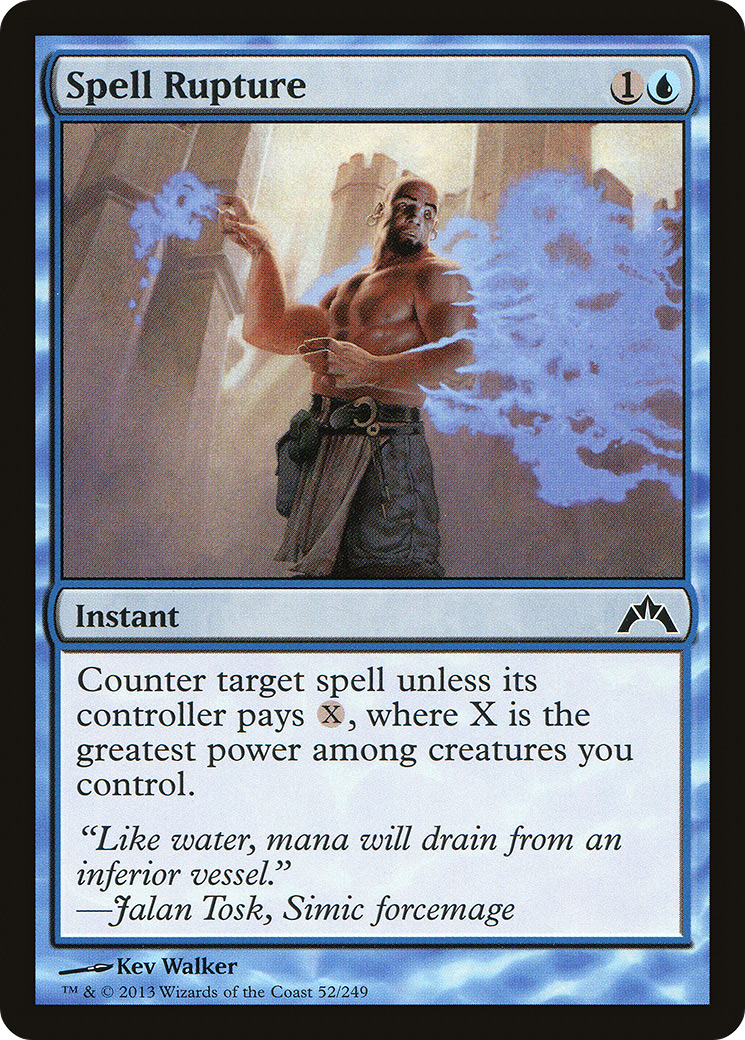 Spell Rupture 1
Instant
Counter target spell unless its
controller pays X, where X is the
greatest power among creatures you
control.
“Like water, mana will drain from an
inferior vessel.”
—Jalan Tosk, Simic forcemage
Kev Walker
™ & © 2013 Wizards of the Coast 52/249